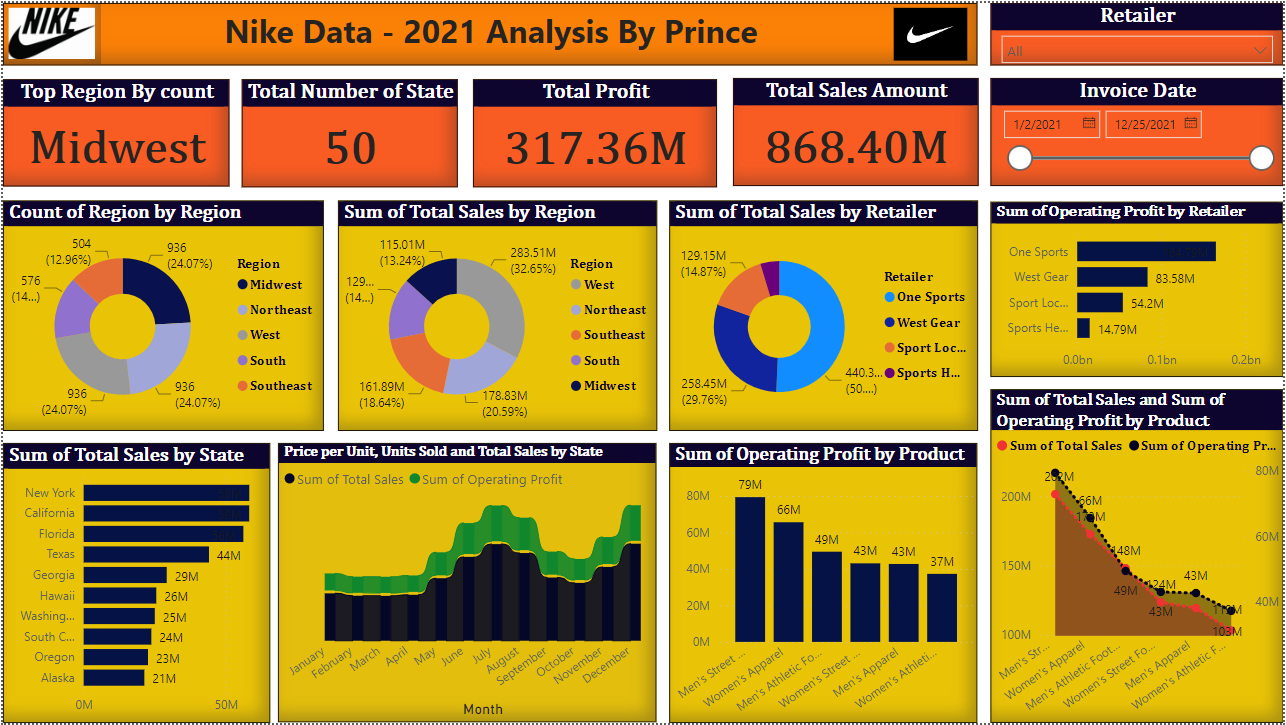 NIKE
Nike Data - 2021 Analysis By Prince
Retailer
All
Top Region By count
Midwest
Total Number of State
50
Total Profit
317.36M
Total Sales Amount
868.40M
Invoice Date
1/2/2021
12/25/2021
Count of Region by Region
504
(12.96%)
936
(24.07%)
576
(14...)
936
(24.07%)
936
(24.07%)
Region
Midwest
Northeast
West
South
Southeast
Sum of Total Sales by Region
115.01M
(13.24%)
283.51M
(32.65%)
129...
(14...)
161.89M
(18.64%)
178.83M
(20.59%)
Region
West
Northeast
Southeast
South
Midwest
Sum of Total Sales by Retailer
129.15M
(14.87%)
258.45M
(29.76%)
440.3...
(50....)
Retailer
One Sports
West Gear
Sport Loc...
Sports H...
Sum of Operating Profit by Retailer
One Sports
West Gear
83.58M
Sport Loc...
54.2M
Sports He...
14.79M
0.0bn
0.1bn
0.2bn
Sum of Total Sales by State
New York
California
Florida
Texas
44M
Georgia
29M
Hawaii
26M
Washing...
25M
South C...
24M
Oregon
23M
Alaska
21M
0M
50M
Price per Unit, Units Sold and Total Sales by State
Sum of Total Sales
Sum of Operating Profit
January
February
March
April
May
June
July
August
September
October
November
December
Month
Sum of Operating Profit by Product
80M
60M
40M
20M
0M
79M
66M
49M
43M
43M
37M
Men's Street ...
Women's Apparel
Men's Athletic Fo...
Women's Street ...
Men's Apparel
Women's Athleti...
Sum of Total Sales and Sum of
Operating Profit by Product
Sum of Total Sales
Sum of Operating Pr...
200M
150M
100M
80M
60M
40M
202M
66M
148M
49M
124M
43M
43M
103M
Men's Str...
Women's Apparel
Men's Athletic Foot...
Women's Street Fo...
Men's Apparel
Women's Athletic F...